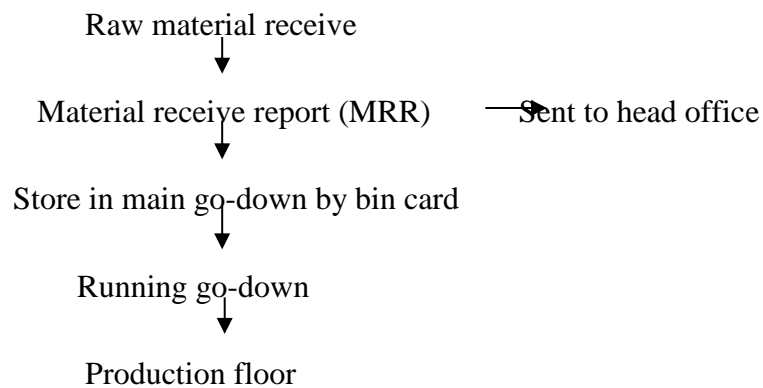 Raw material receive
Material receive report (MRR) Sent to head office
Store in main go-down by bin card
Running go-down
Production floor